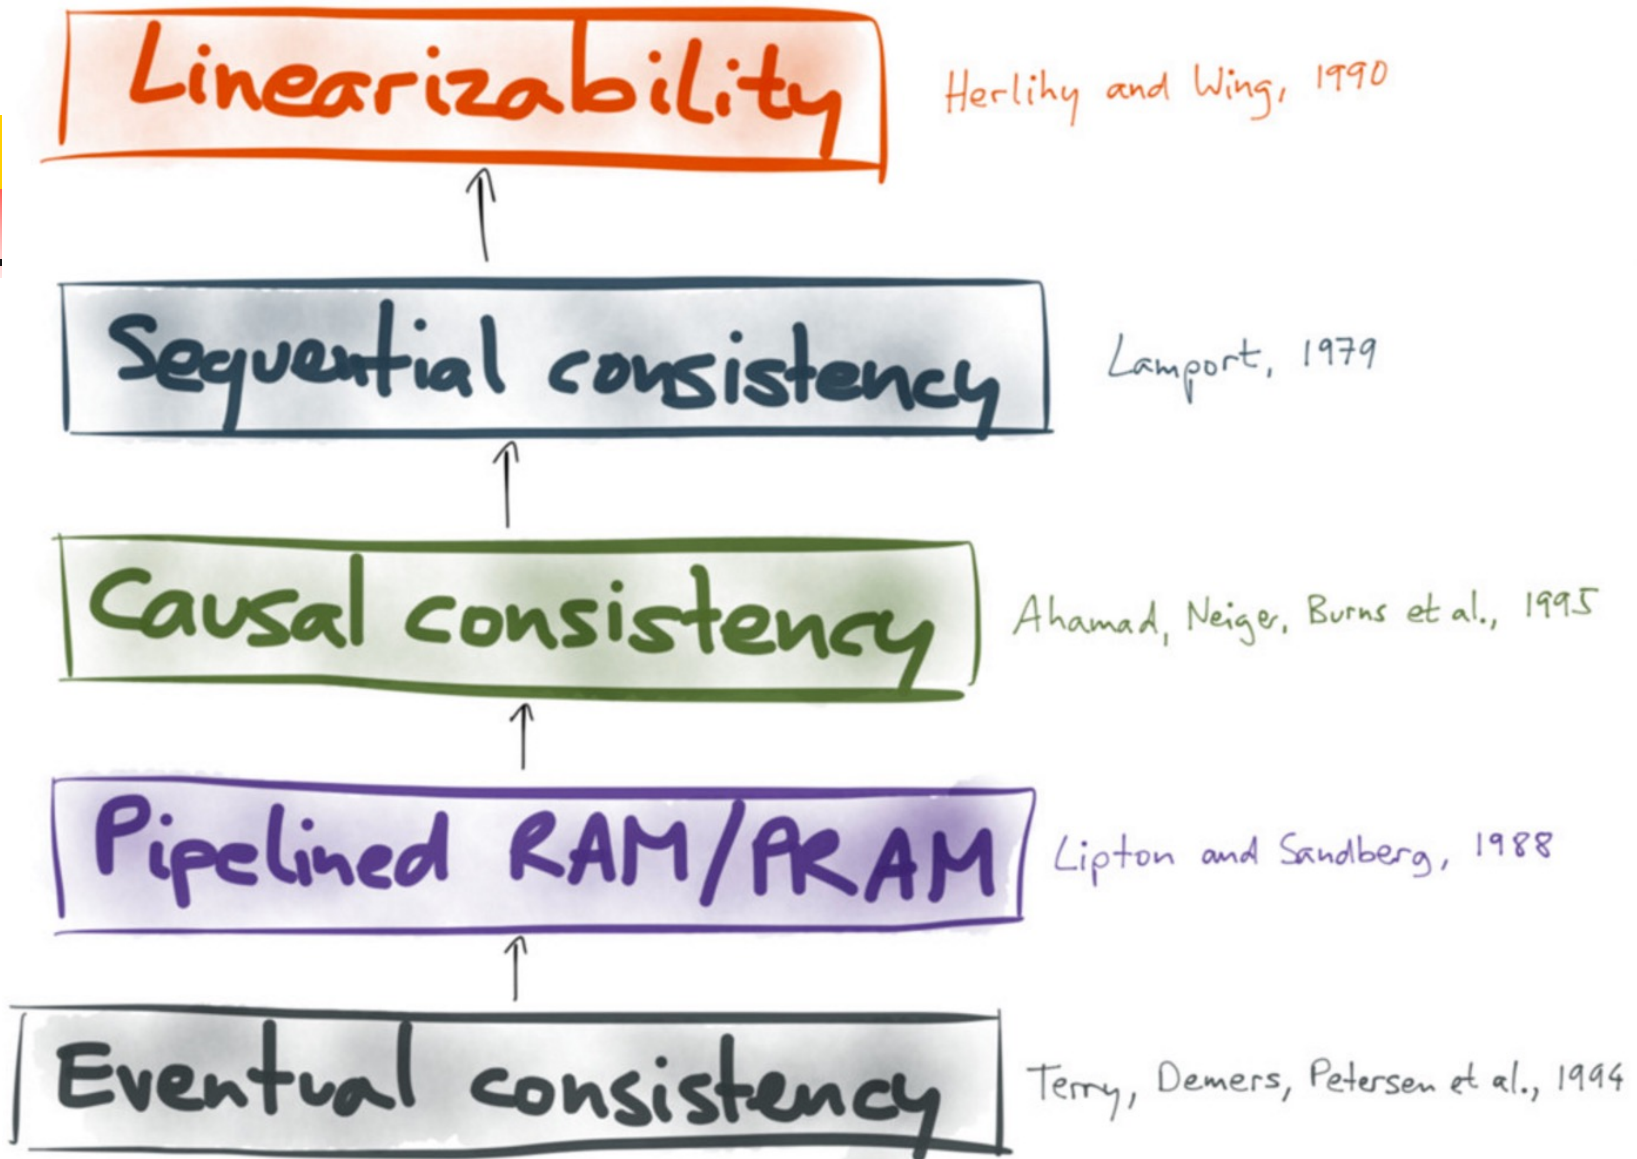 Linearizability
Herlihy and Wing, 1990
Sequential consistency
Lamport, 1979
Causal consistency
Ahamad, Neiger, Burns et al., 1995
Pipelined RAM/PRAM
Lipton and Sandberg, 1988
Eventual consistency
Terry, Demers, Petersen et al., 1994